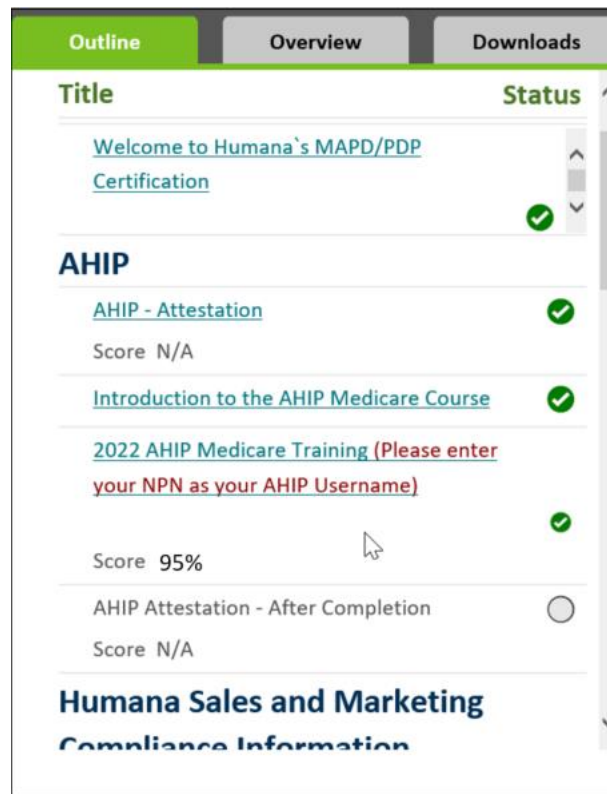 Outline
Overview
Downloads
Title
Status
Welcome to Humana`s MAPD/PDP
Certification
AHIP
AHIP - Attestation
Score N/A
Introduction to the AHIP Medicare Course
2022 AHIP Medicare Training (Please enter
your NPN as your AHIP Username)
Score 95%
AHIP Attestation - After Completion
Score N/A
Humana Sales and Marketing
Compliance Information